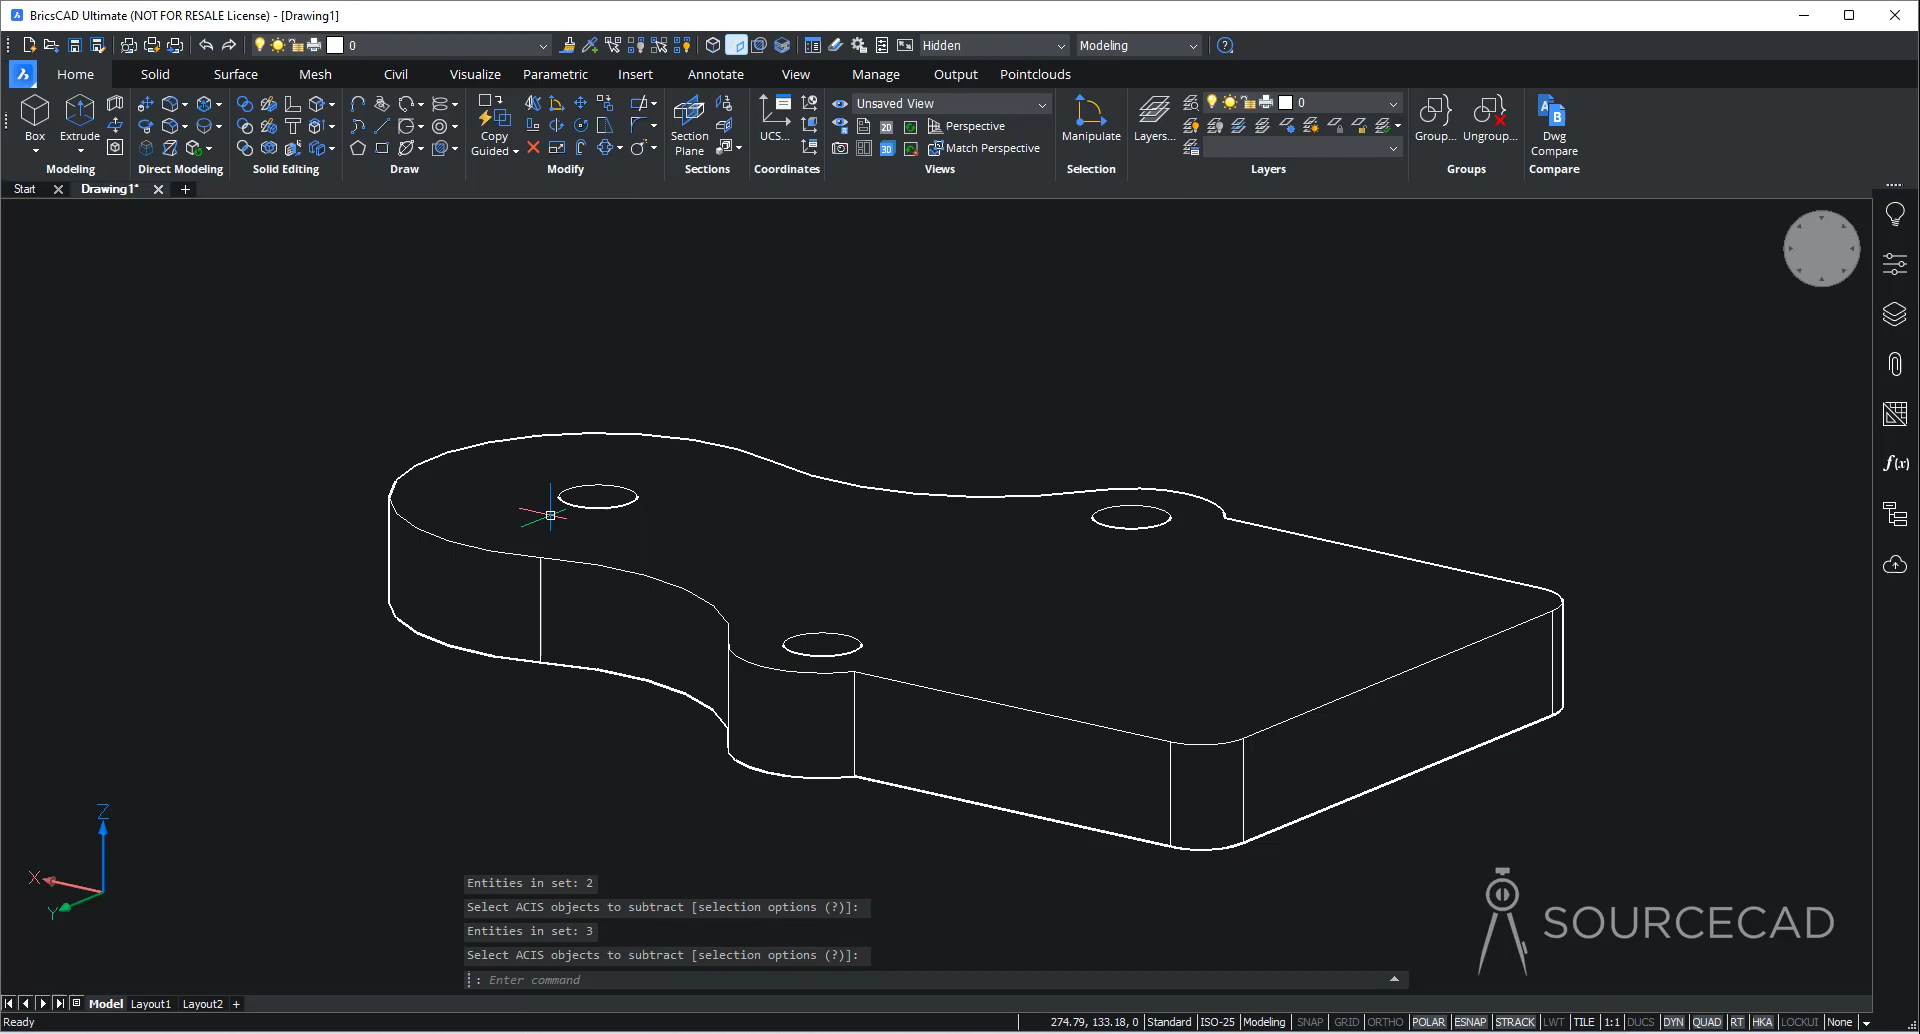 BricsCAD Ultimate (NOT FOR RESALE License) - [Drawing1]
0 Hidden Modeling
Home Solid Surface Mesh Civil Visualize Parametric Insert Annotate View Manage Output Pointclouds
Unsaved View 0
2D Perspective
Box Extrude Copy Section UCS... Manipulate Layers... Group... Ungroup... Dwg
Guided Plane 3D Match Perspective Compare
A B
Modeling Direct Modeling Solid Editing Draw Modify Sections Coordinates Views Selection Layers Groups Compare
Start Drawing1* +
f(x)
Z
X
Y
Entities in set: 2
Select ACIS objects to subtract [selection options (?)]:
Entities in set: 3
Select ACIS objects to subtract [selection options (?)]:
: Enter command
SOURCECAD
Model Layout1 Layout2 +
Ready 274.79, 133.18, 0 Standard ISO-25 Modeling SNAP GRID ORTHO POLAR ESNAP STRACK LWT TILE 1:1 DUCS DYN QUAD RT HKA LOCKUI None